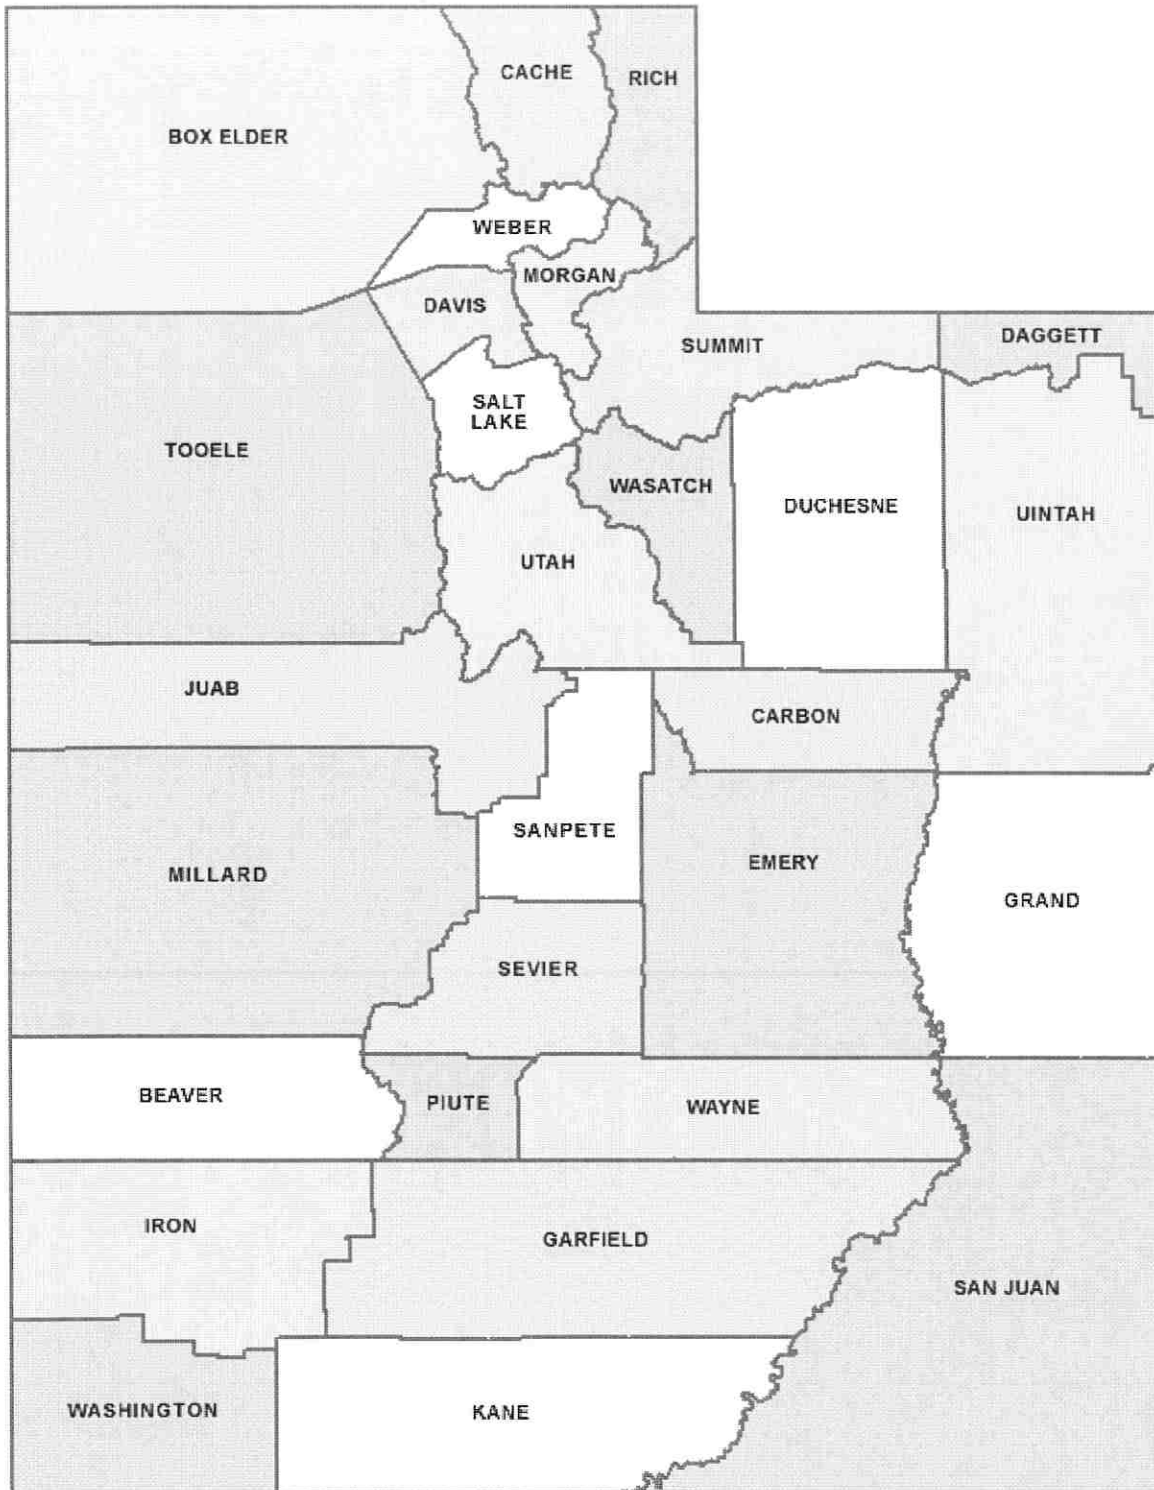 CACHE
RICH
BOX ELDER
WEBER
MORGAN
DAVIS
DAGGETT
SUMMIT
SALT
LAKE
TOOELE
WASATCH
DUCHESNE
UINTAH
UTAH
JUAB
CARBON
SANPETE
EMERY
MILLARD
GRAND
SEVIER
BEAVER
PIUTE
WAYNE
IRON
GARFIELD
SAN JUAN
WASHINGTON
KANE